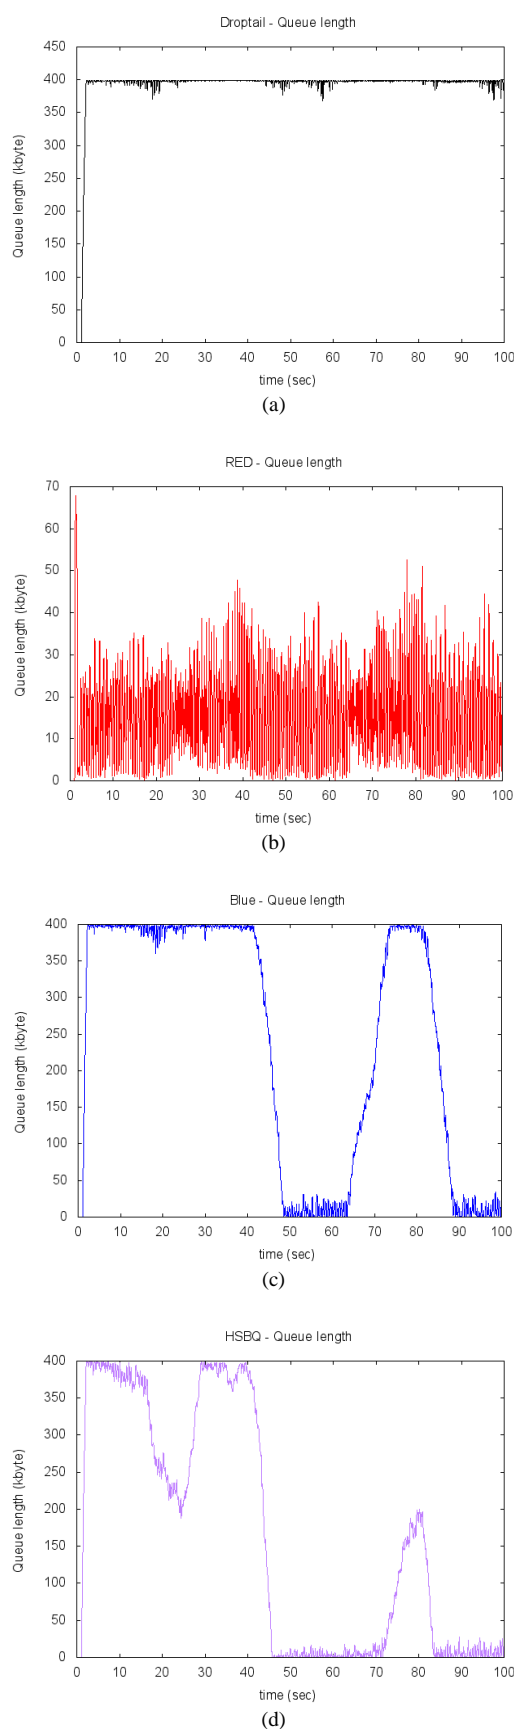 Droptail - Queue length
450
400
350
300
250
200
150
100
50
0
Queue length (kbyte)
0 10 20 30 40 50 60 70 80 90 100
time (sec)
(a)
RED - Queue length
70
60
50
40
30
20
10
0
Queue length (kbyte)
0 10 20 30 40 50 60 70 80 90 100
time (sec)
(b)
Blue - Queue length
400
350
300
250
200
150
100
50
0
Queue length (kbyte)
0 10 20 30 40 50 60 70 80 90 100
time (sec)
(c)
HSBQ - Queue length
400
350
300
250
200
150
100
50
0
Queue length (kbyte)
0 10 20 30 40 50 60 70 80 90 100
time (sec)
(d)